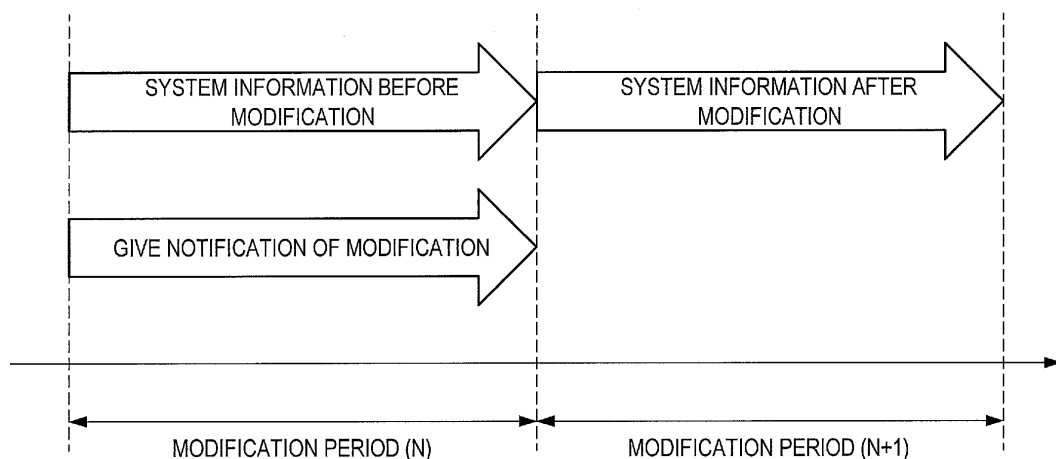 SYSTEM INFORMATION BEFORE
MODIFICATION
SYSTEM INFORMATION AFTER
MODIFICATION
GIVE NOTIFICATION OF MODIFICATION
MODIFICATION PERIOD (N)
MODIFICATION PERIOD (N+1)